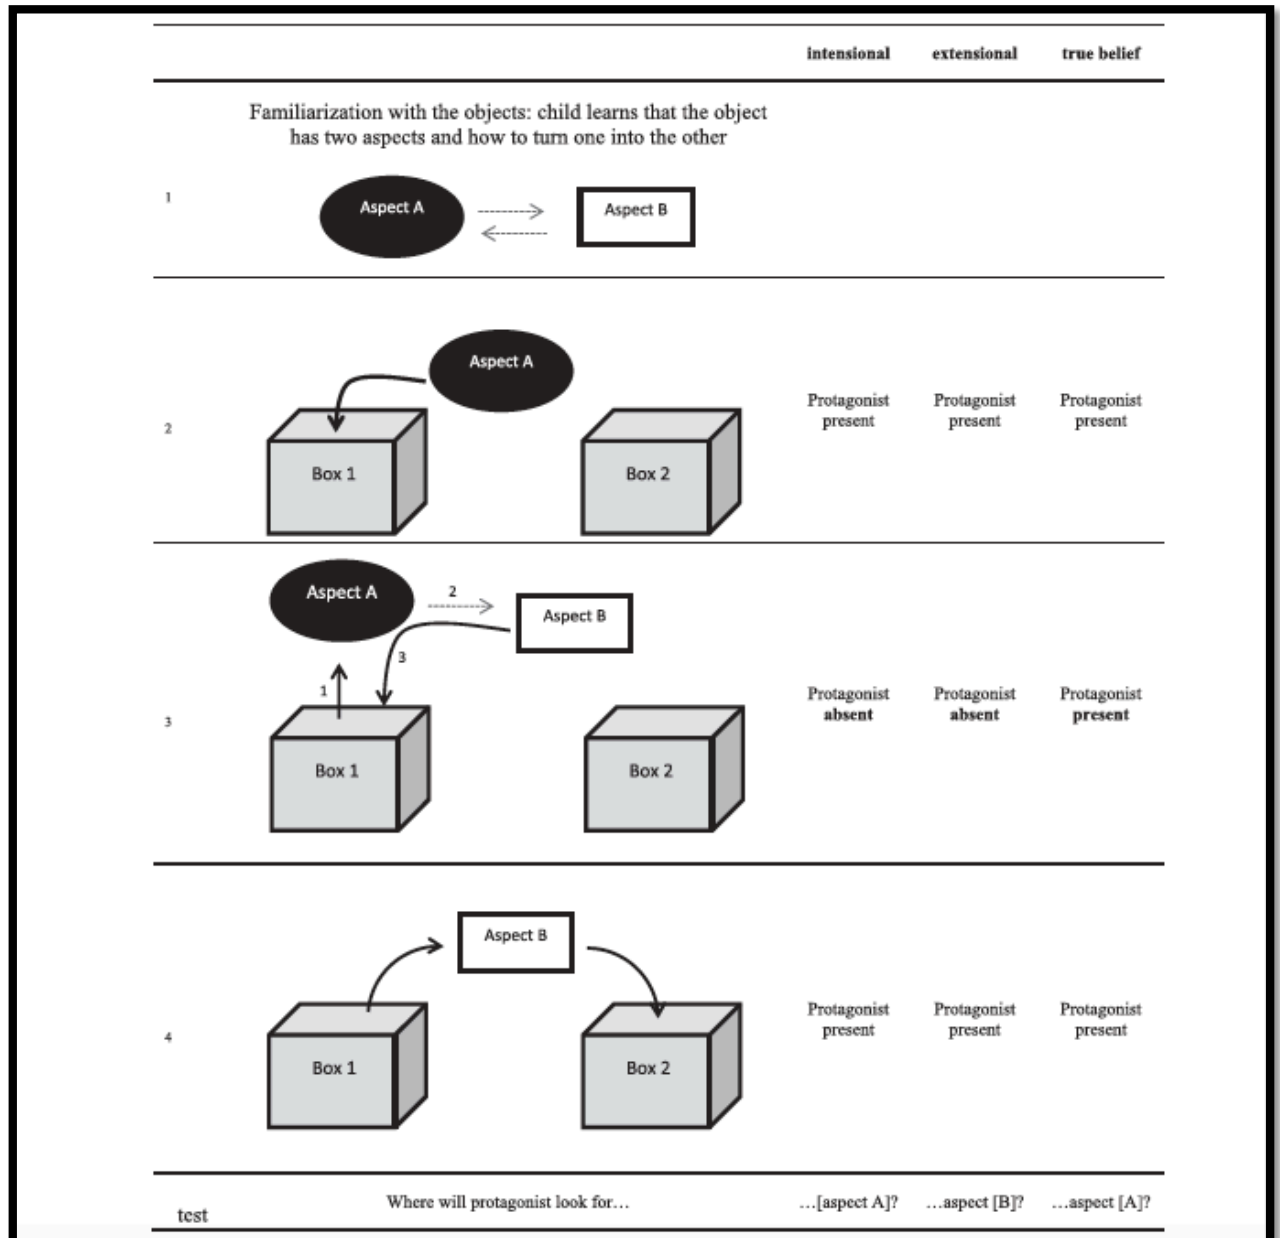 intensional extensional true belief
Familiarization with the objects: child learns that the object
has two aspects and how to turn one into the other
1
Aspect A
Aspect B
Aspect A
2
Box 1
Box 2
Protagonist present
Protagonist present
Protagonist present
Aspect A
2
Aspect B
3
1
3
Box 1
Box 2
Protagonist absent
Protagonist absent
Protagonist present
Aspect B
4
Box 1
Box 2
Protagonist present
Protagonist present
Protagonist present
test
Where will protagonist look for...
...[aspect A]? ...aspect [B]? ...aspect [A]?